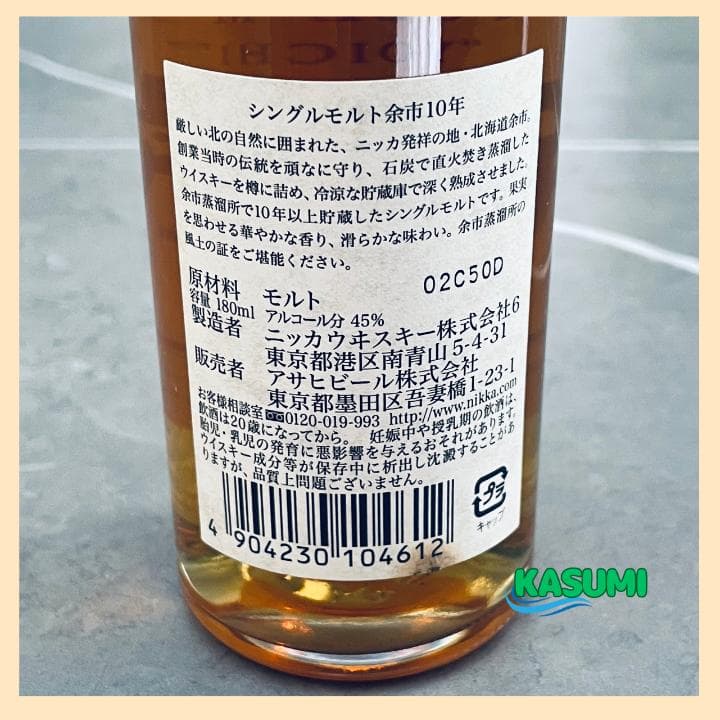 シングルモルト余市10年
厳しい北の自然に囲まれた、ニッカ発祥の地・北海道余市。
創業当時の伝統を頑なに守り、石炭で直火焚き蒸溜した
ウイスキーを樽に詰め、冷涼な貯蔵庫で深く熟成させました。
余市蒸溜所で10年以上貯蔵したシングルモルトです。果実
を思わせる華やかな香り、滑らかな味わい。余市蒸溜所の
風土の証をご堪能ください。
02C50D
原材料 モルト
容量 180ml アルコール分 45%
製造者 ニッカウヰスキー株式会社6
東京都港区南青山5-4-31
販売者 アサヒビール株式会社
東京都墨田区吾妻橋1-23-1
お客様相談室 0120-019-993 http://www.nikka.com
飲酒は20歳になってから。 妊娠中や授乳期の飲酒は、
胎児・乳児の発育に悪影響を与えるおそれがあります。
ウイスキー成分等が保存中に析出し沈澱することがあ
りますが、品質上問題ございません。
プラ
キャップ
4 904230 104612
KASUMI